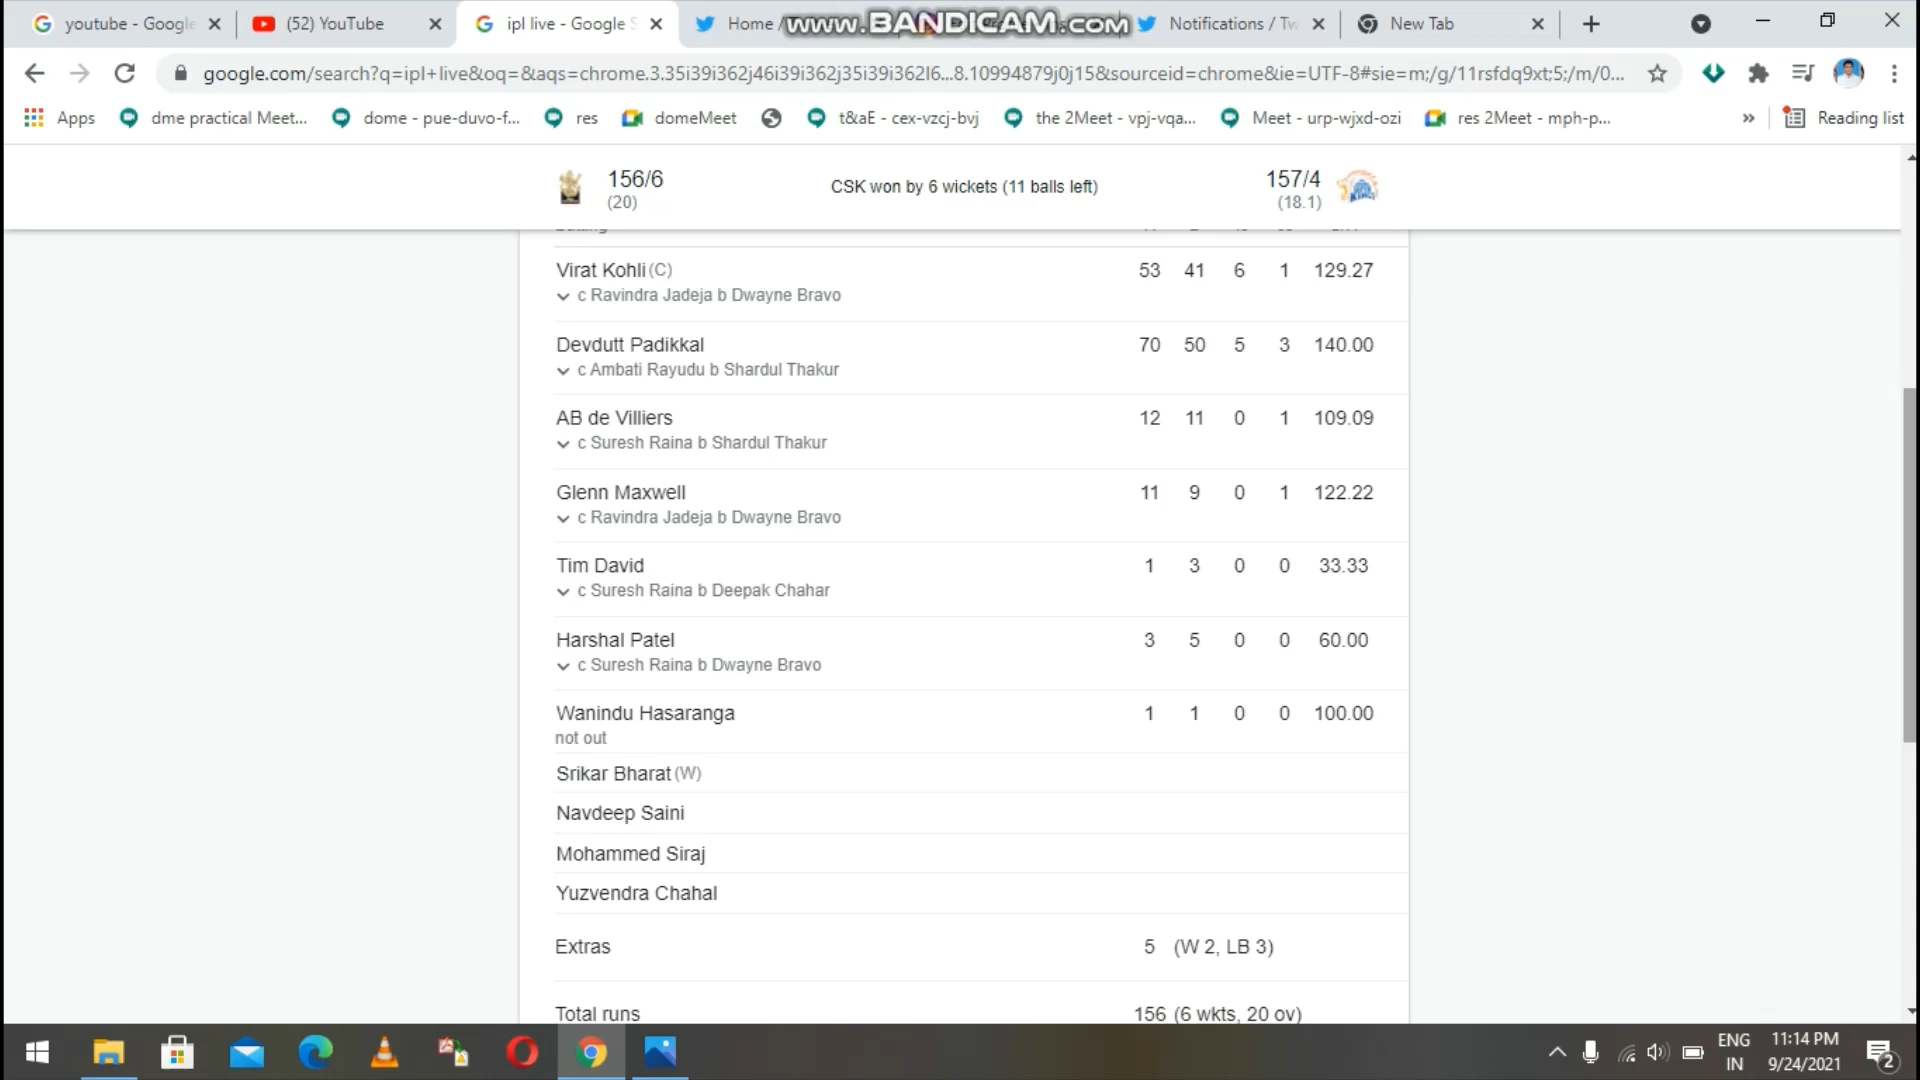 youtube - Google
(52) YouTube
ipl live - Google S
Home /
www.BANDICAM.com
Notifications / Tw
New Tab
google.com/search?q=ipl+live&oq=&aqs=chrome.3.35i39i362j46i39i362j35i39i362l6...8.10994879j0j15&sourceid=chrome&ie=UTF-8#sie=m;/g/11rsfdq9xt;5;/m/0...
Apps
dme practical Meet...
dome - pue-duvo-f...
res
domeMeet
t&aE - cex-vzcj-bvj
the 2Meet - vpj-vqa...
Meet - urp-wjxd-ozi
res 2Meet - mph-p...
»
Reading list
156/6
(20)
CSK won by 6 wickets (11 balls left)
157/4
(18.1)
Virat Kohli (C) 53 41 6 1 129.27
c Ravindra Jadeja b Dwayne Bravo
Devdutt Padikkal 70 50 5 3 140.00
c Ambati Rayudu b Shardul Thakur
AB de Villiers 12 11 0 1 109.09
c Suresh Raina b Shardul Thakur
Glenn Maxwell 11 9 0 1 122.22
c Ravindra Jadeja b Dwayne Bravo
Tim David 1 3 0 0 33.33
c Suresh Raina b Deepak Chahar
Harshal Patel 3 5 0 0 60.00
c Suresh Raina b Dwayne Bravo
Wanindu Hasaranga 1 1 0 0 100.00
not out
Srikar Bharat (W)
Navdeep Saini
Mohammed Siraj
Yuzvendra Chahal
Extras 5 (W 2, LB 3)
Total runs 156 (6 wkts, 20 ov)
ENG
IN
11:14 PM
9/24/2021
2